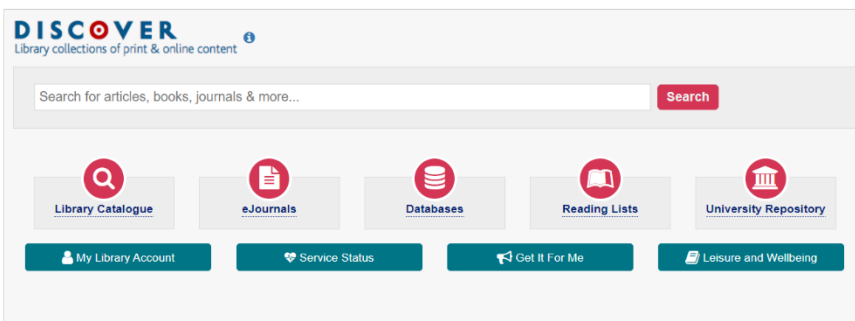 DISCOVER
Library collections of print & online content
Search for articles, books, journals & more...
Search
Library Catalogue
eJournals
Databases
Reading Lists
University Repository
My Library Account
Service Status
Get It For Me
Leisure and Wellbeing